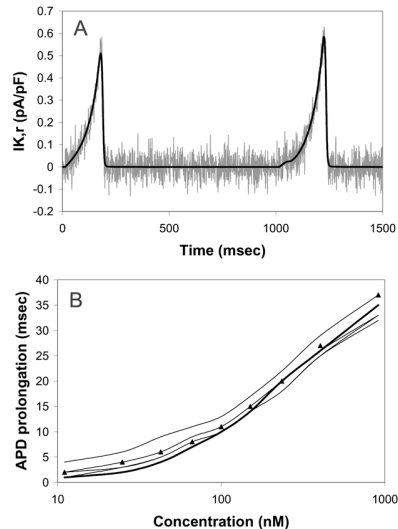 A
0.7
0.6
0.5
0.4
0.3
0.2
0.1
0
-0.1
-0.2
IK,r (pA/pF)
0 500 1000 1500
Time (msec)
B
40
35
30
25
20
15
10
5
0
APD prolongation (msec)
10 100 1000
Concentration (nM)